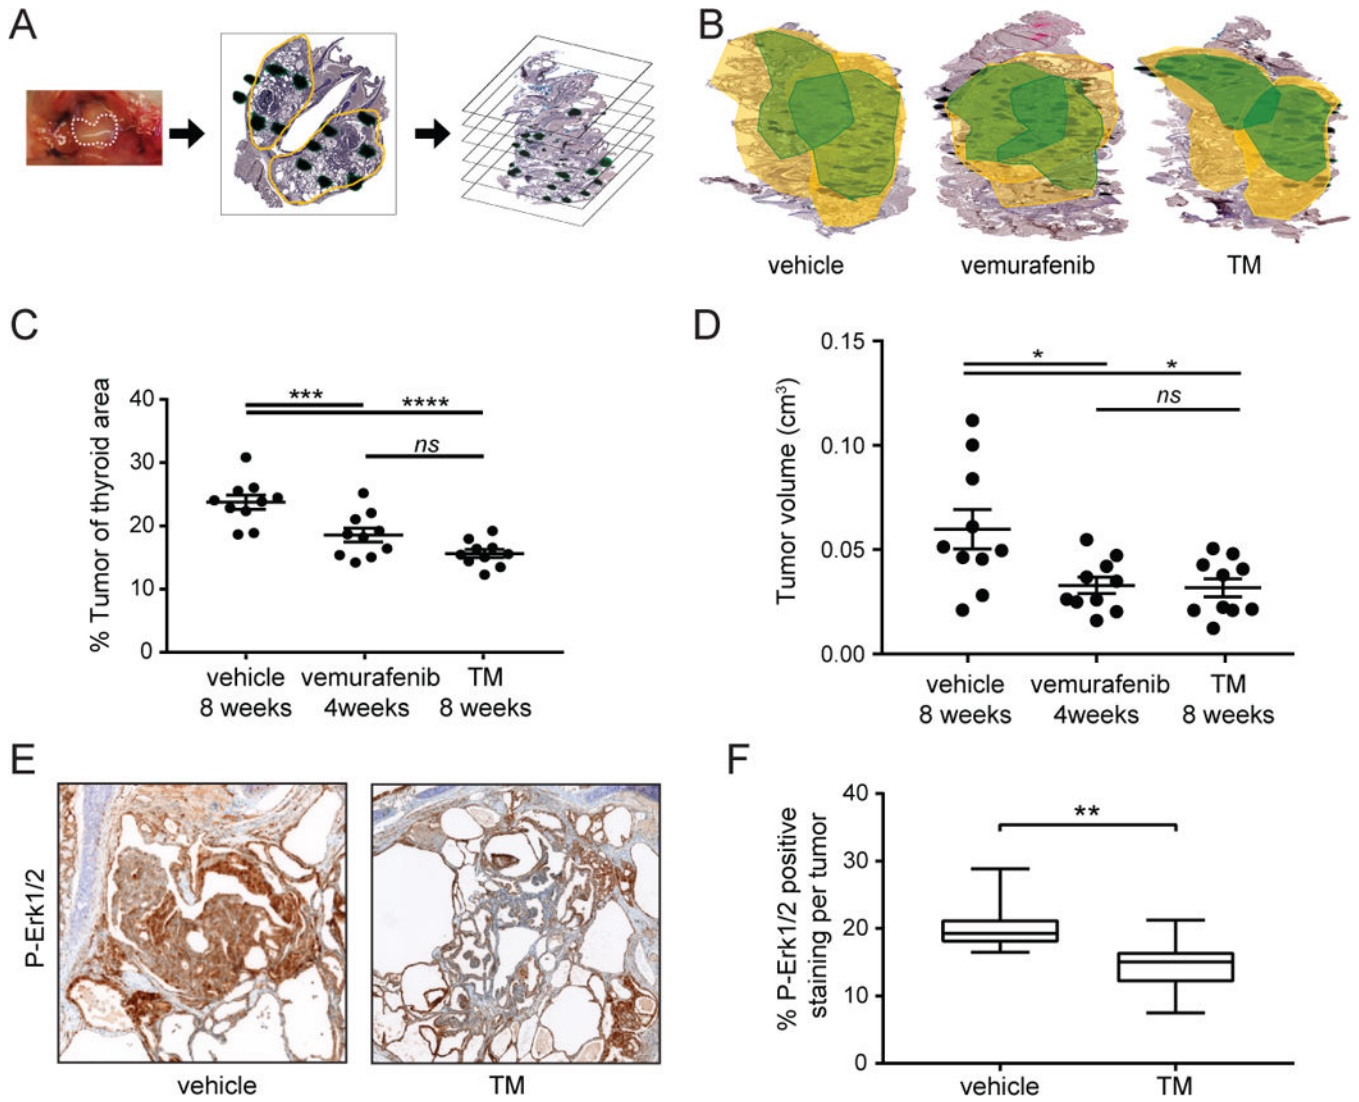 A
B
vehicle
vemurafenib
TM
C
% Tumor of thyroid area
40
30
20
10
0
***
****
ns
vehicle
8 weeks
vemurafenib
4weeks
TM
8 weeks
D
Tumor volume (cm³)
0.15
0.10
0.05
0.00
*
*
ns
vehicle
8 weeks
vemurafenib
4weeks
TM
8 weeks
E
P-Erk1/2
vehicle
TM
F
% P-Erk1/2 positive
staining per tumor
40
30
20
10
0
**
vehicle
TM